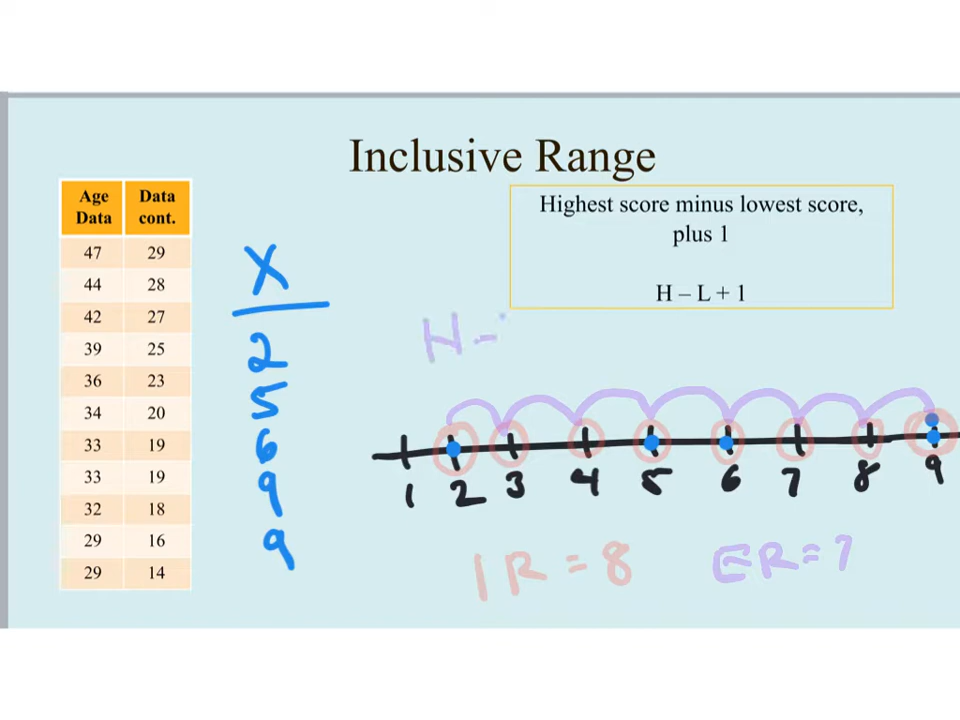 Inclusive Range
Highest score minus lowest score,
plus 1
H – L + 1
Age Data
Data cont.
47 29
44 28
42 27
39 25
36 23
34 20
33 19
33 19
32 18
29 16
29 14
X
2
5
6
9
9
H -
1 2 3 4 5 6 7 8 9
IR = 8
ER = 7